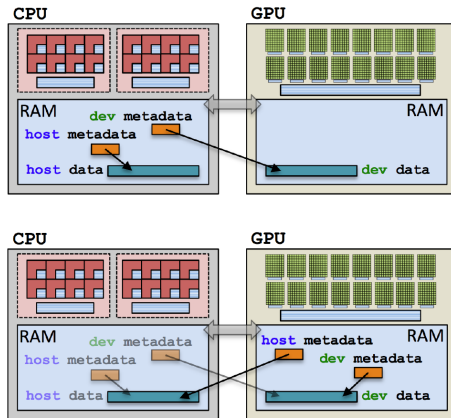 CPU
GPU
RAM
RAM
dev metadata
host metadata
host data
dev data
CPU
GPU
RAM
RAM
dev metadata
host metadata
host metadata
dev metadata
host data
dev data